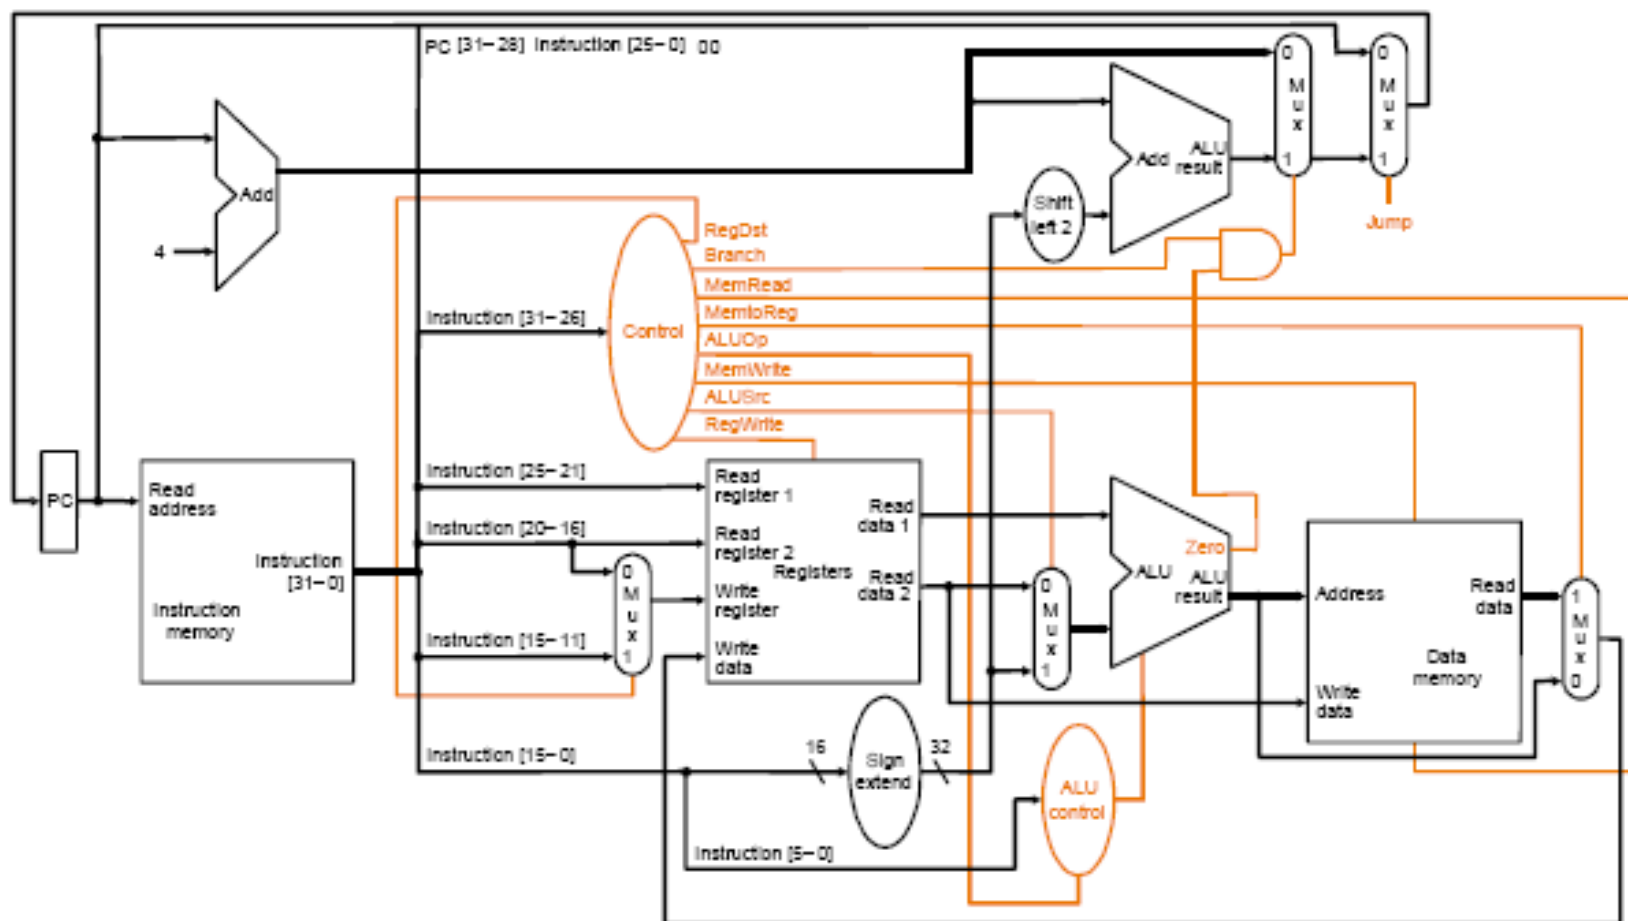 PC [31-28] Instruction [25-0] 00
0
M
u
x
1
0
M
u
x
1
Add
ALU
result
Shift
left 2
Jump
Add
4
RegDst
Branch
MemRead
MemtoReg
ALUOp
MemWrite
ALUSrc
RegWrite
Instruction [31-26]
Control
PC
Read
address
Instruction
[31-0]
Instruction
memory
Instruction [25-21]
Instruction [20-16]
Instruction [15-11]
0
M
u
x
1
Read
register 1
Read
register 2
Write
register
Write
data
Registers
Read
data 1
Read
data 2
0
M
u
x
1
Zero
ALU
ALU
result
Address
Read
data
Data
memory
Write
data
1
M
u
x
0
Instruction [15-0]
16
Sign
extend
32
ALU
control
Instruction [5-0]